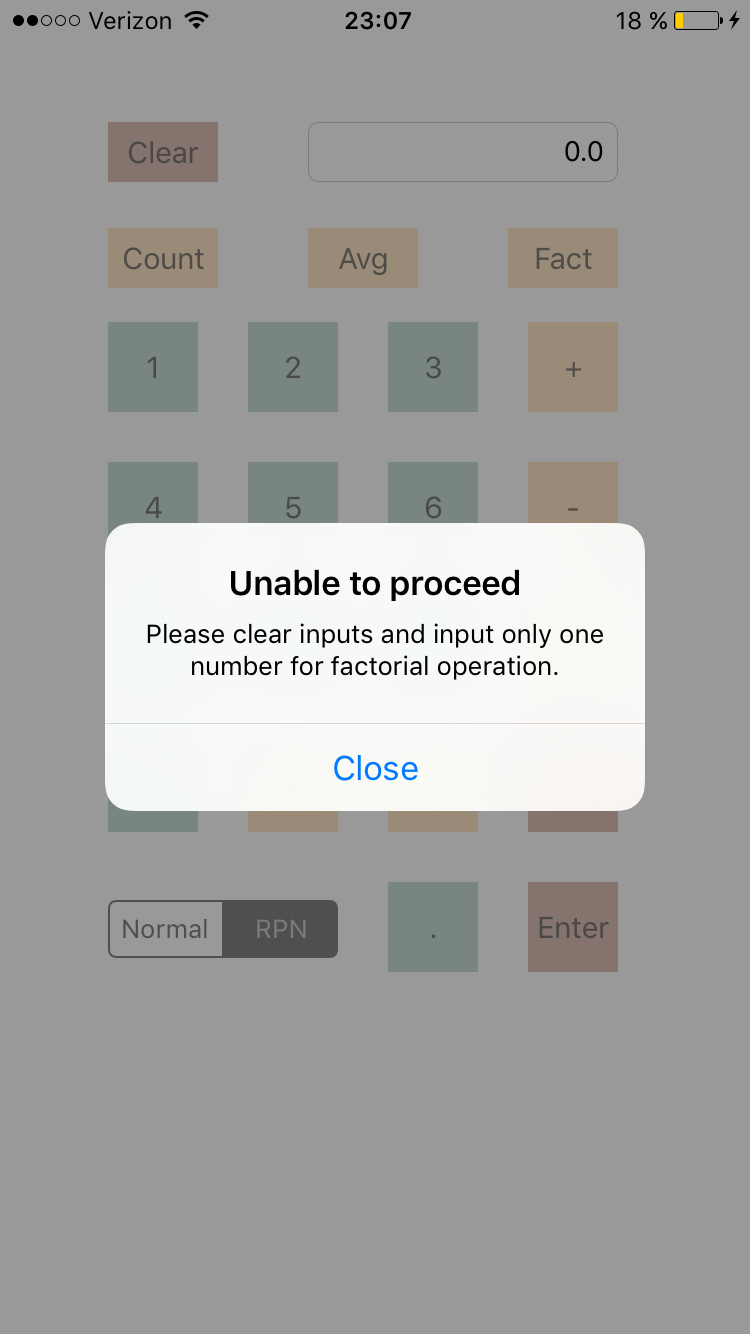 Verizon 23:07 18 %
Clear 0.0
Count Avg Fact
1 2 3 +
4 5 6 -
Unable to proceed
Please clear inputs and input only one
number for factorial operation.
Close
Normal RPN . Enter